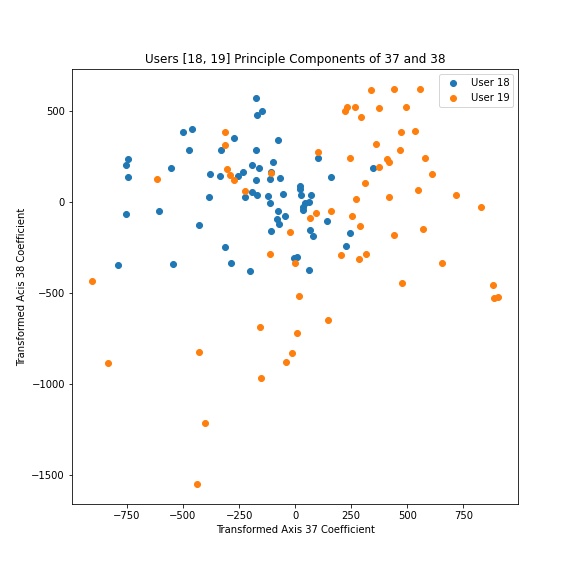 Users [18, 19] Principle Components of 37 and 38
User 18
User 19
500
0
−500
−1000
−1500
Transformed Acis 38 Coefficient
−750
−500
−250
0
250
500
750
Transformed Axis 37 Coefficient